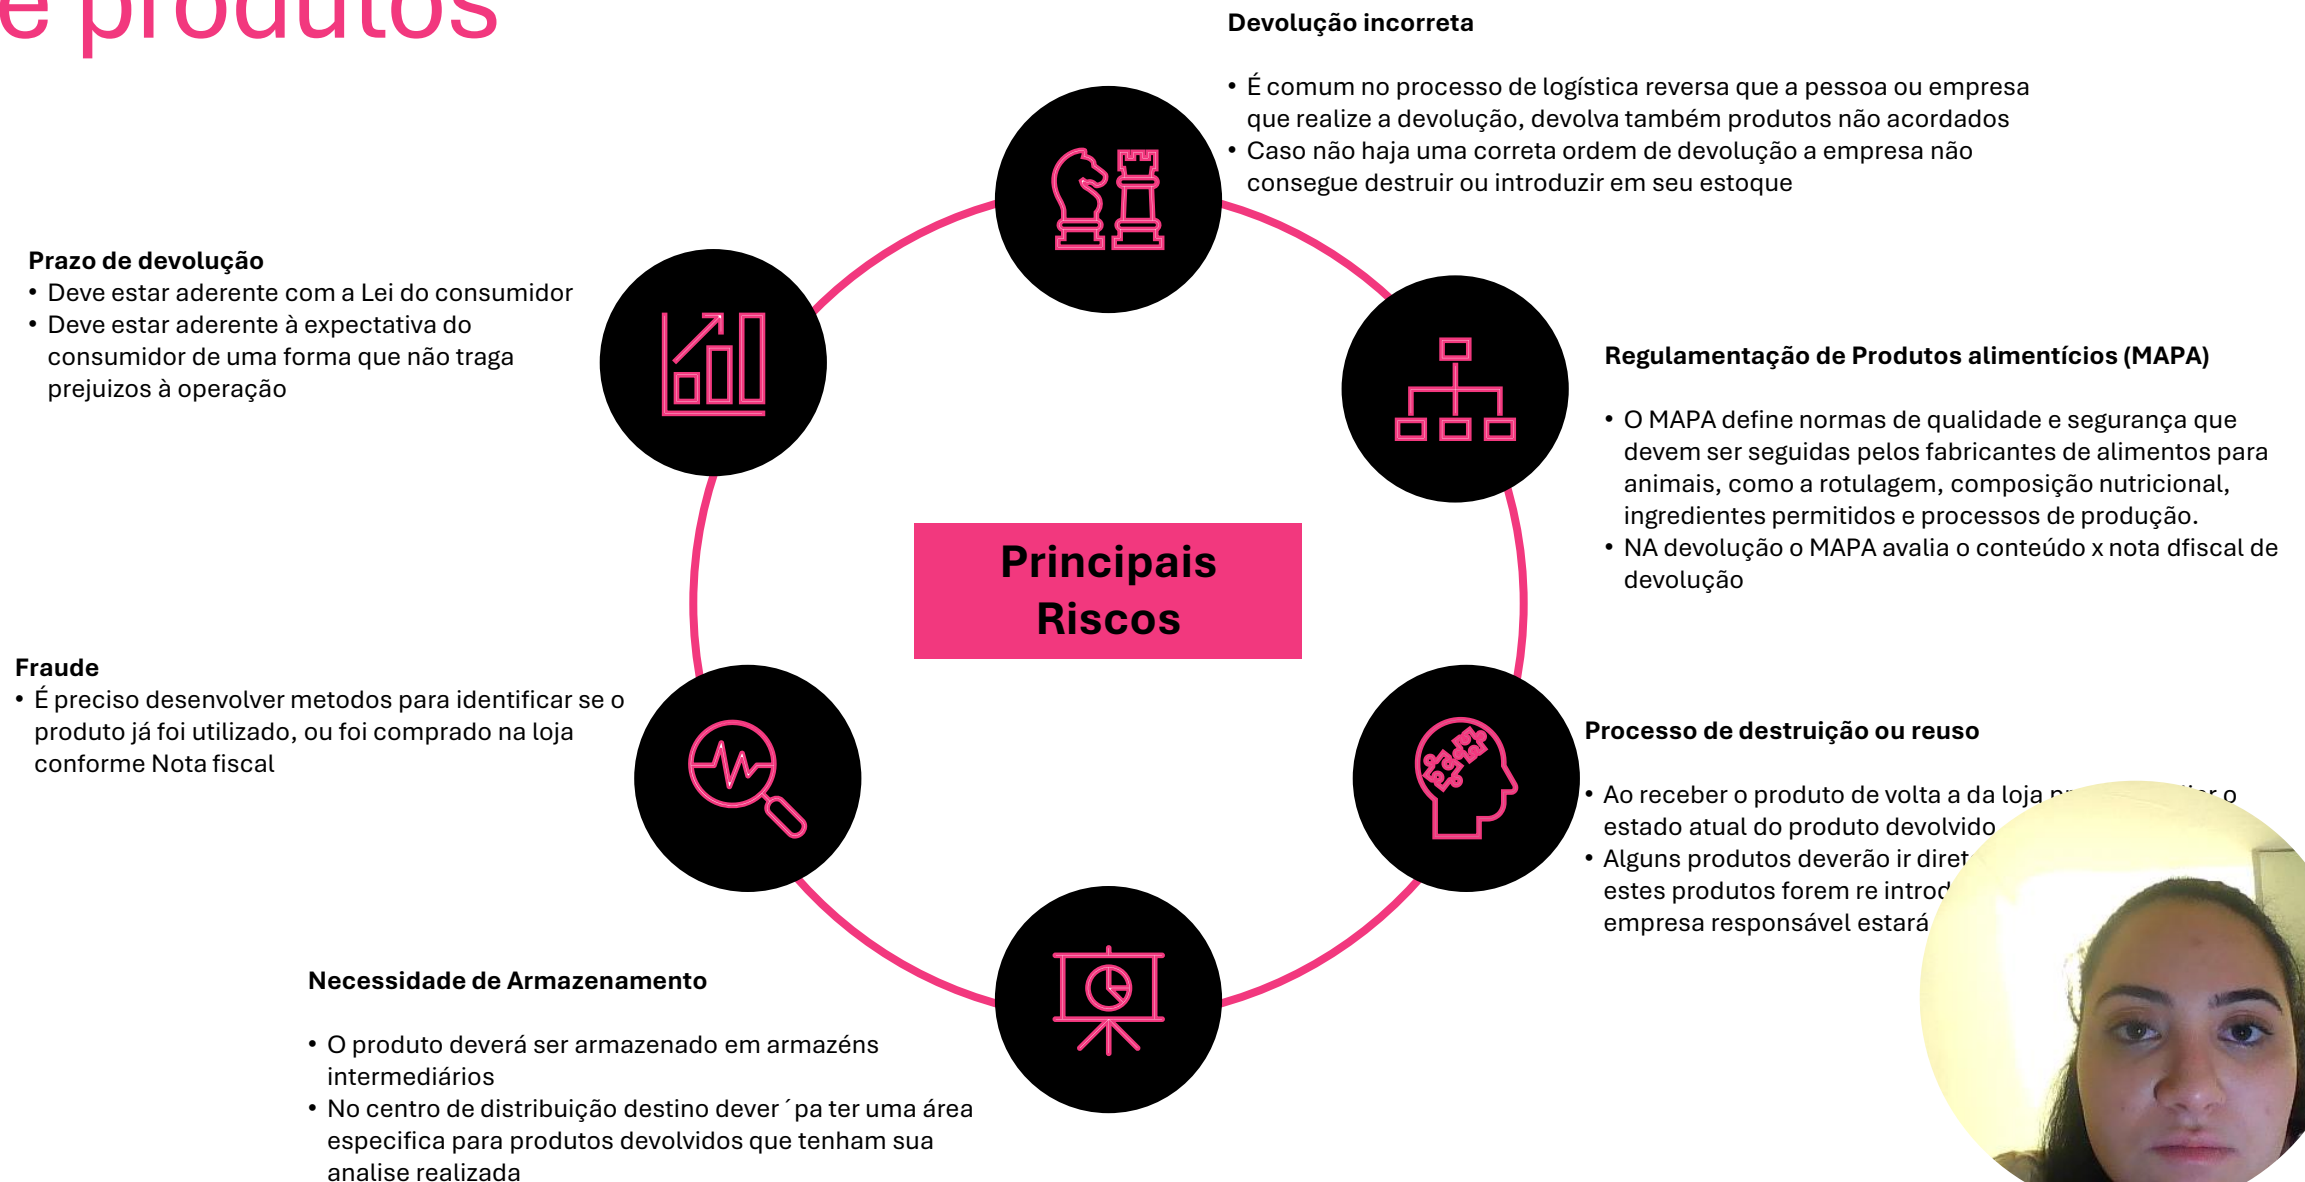 e produtos
Devolução incorreta
• É comum no processo de logística reversa que a pessoa ou empresa
que realize a devolução, devolva também produtos não acordados
• Caso não haja uma correta ordem de devolução a empresa não
consegue destruir ou introduzir em seu estoque
Prazo de devolução
• Deve estar aderente com a Lei do consumidor
• Deve estar aderente à expectativa do
consumidor de uma forma que não traga
prejuizos à operação
Regulamentação de Produtos alimentícios (MAPA)
• O MAPA define normas de qualidade e segurança que
devem ser seguidas pelos fabricantes de alimentos para
animais, como a rotulagem, composição nutricional,
ingredientes permitidos e processos de produção.
• NA devolução o MAPA avalia o conteúdo x nota dfiscal de
devolução
Principais
Riscos
Fraude
• É preciso desenvolver metodos para identificar se o
produto já foi utilizado, ou foi comprado na loja
conforme Nota fiscal
Processo de destruição ou reuso
• Ao receber o produto de volta a da loja o
estado atual do produto devolvido
• Alguns produtos deverão ir
estes produtos forem re
empresa responsável estará
Necessidade de Armazenamento
• O produto deverá ser armazenado em armazéns
intermediários
• No centro de distribuição destino dever´pa ter uma área
especifica para produtos devolvidos que tenham sua
analise realizada